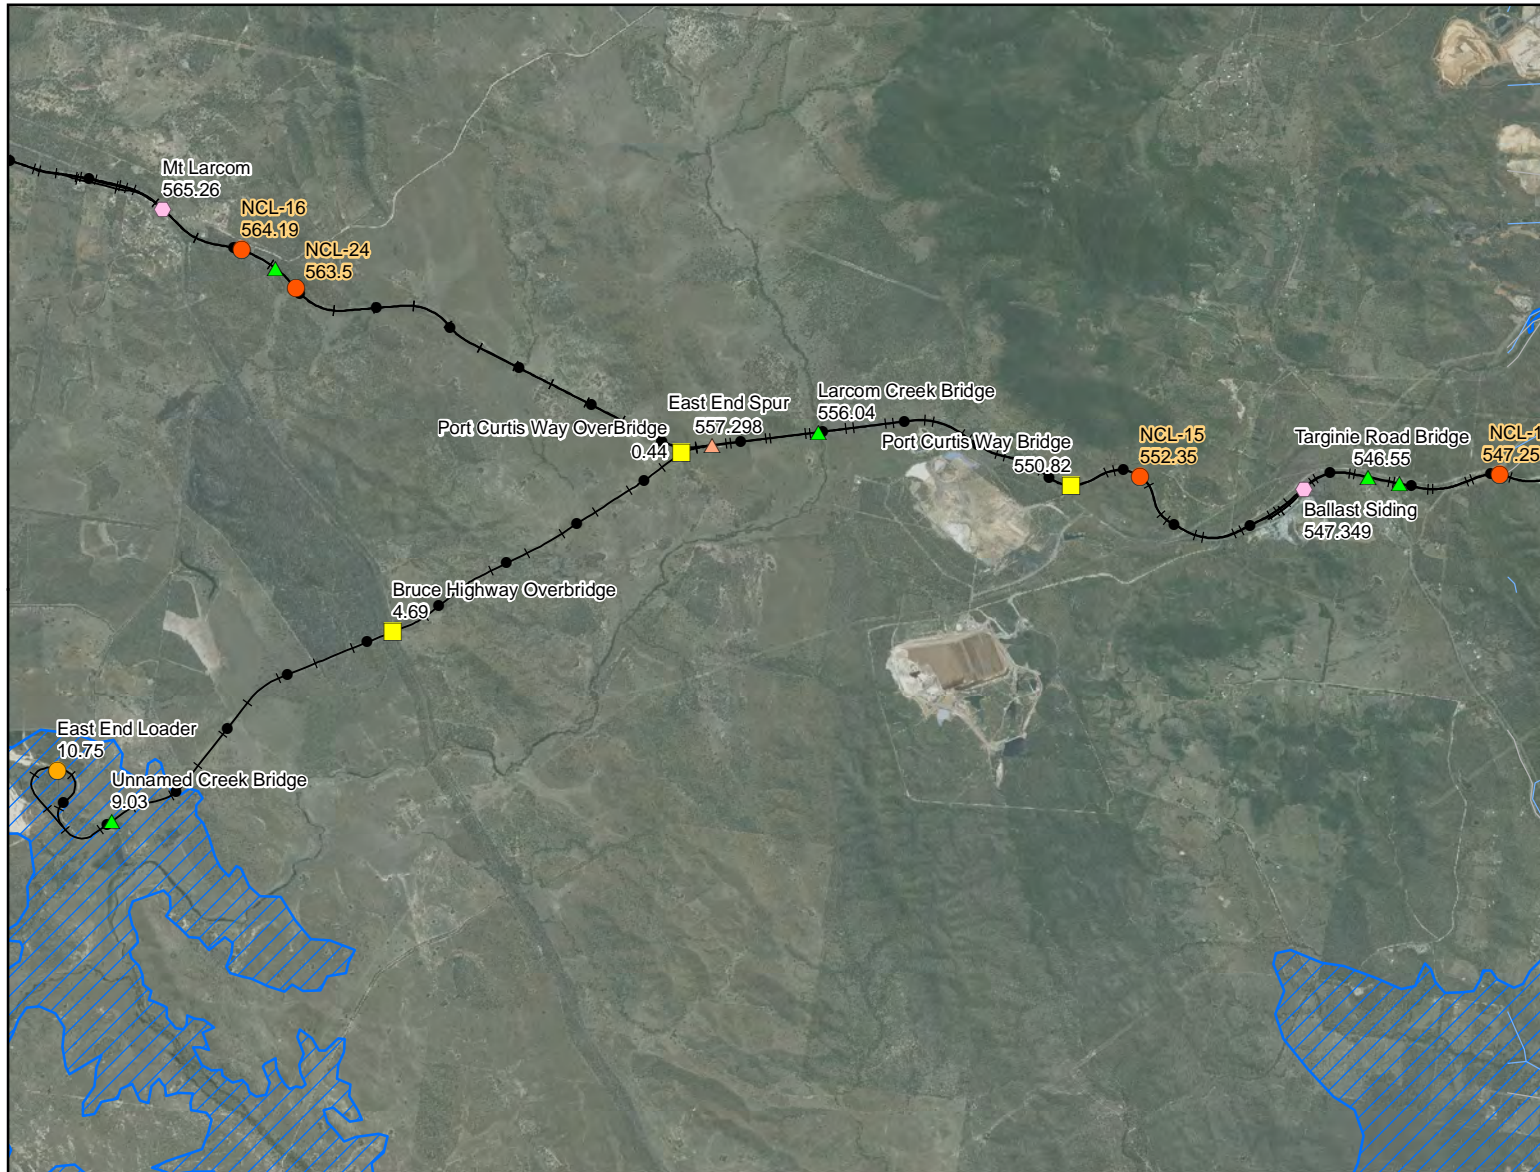 Mt Larcom
565.26
NCL-16
564.19
NCL-24
563.5
East End Spur
557.298
Larcom Creek Bridge
556.04
Port Curtis Way OverBridge
0.44
Port Curtis Way Bridge
550.82
NCL-15
552.35
Targinie Road Bridge
546.55
NCL-1
547.25
Ballast Siding
547.349
Bruce Highway Overbridge
4.69
East End Loader
10.75
Unnamed Creek Bridge
9.03